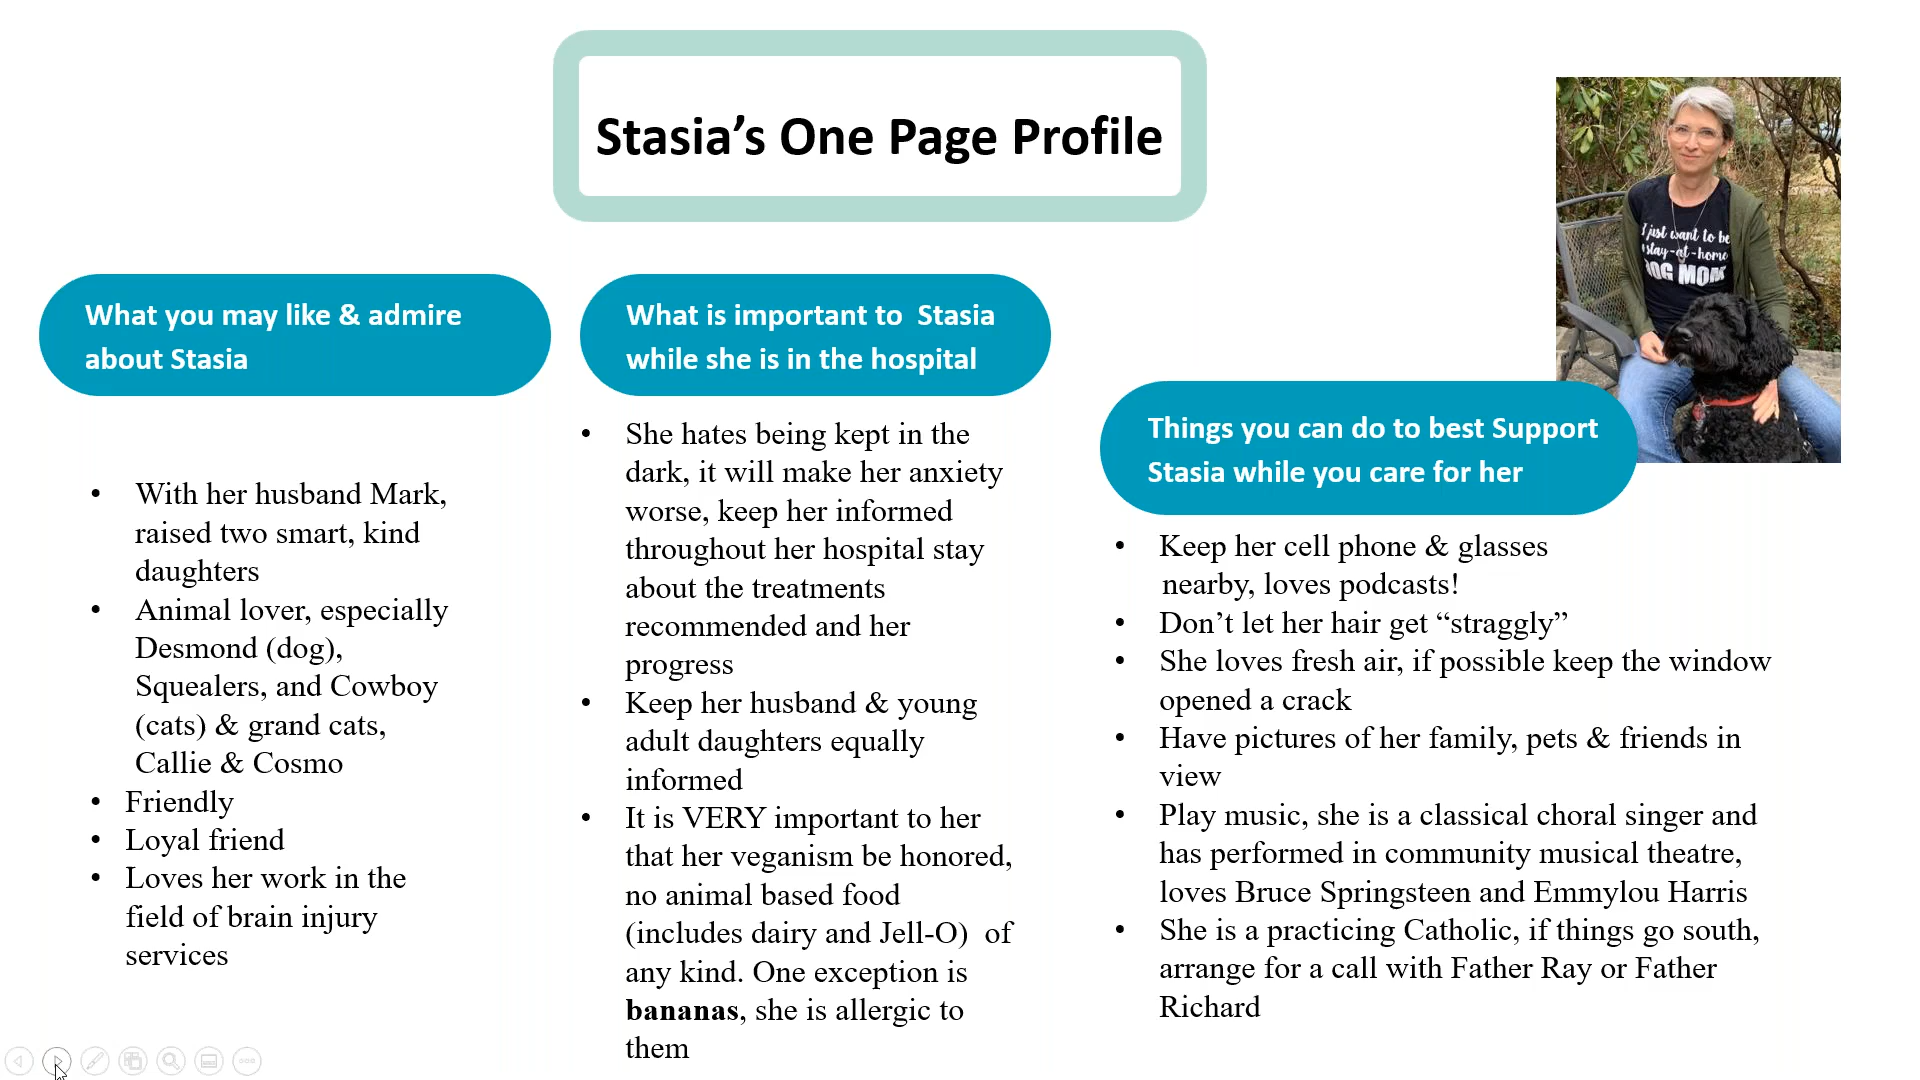 Stasia’s One Page Profile
I just want to be
stay-at-home
DOG MOM
What you may like & admire
about Stasia
• With her husband Mark,
raised two smart, kind
daughters
• Animal lover, especially
Desmond (dog),
Squealers, and Cowboy
(cats) & grand cats,
Callie & Cosmo
• Friendly
• Loyal friend
• Loves her work in the
field of brain injury
services
What is important to  Stasia
while she is in the hospital
• She hates being kept in the
dark, it will make her anxiety
worse, keep her informed
throughout her hospital stay
about the treatments
recommended and her
progress
• Keep her husband & young
adult daughters equally
informed
• It is VERY important to her
that her veganism be honored,
no animal based food
(includes dairy and Jell-O)  of
any kind. One exception is
bananas, she is allergic to
them
Things you can do to best Support
Stasia while you care for her
• Keep her cell phone & glasses
nearby, loves podcasts!
• Don’t let her hair get “straggly”
• She loves fresh air, if possible keep the window
opened a crack
• Have pictures of her family, pets & friends in
view
• Play music, she is a classical choral singer and
has performed in community musical theatre,
loves Bruce Springsteen and Emmylou Harris
• She is a practicing Catholic, if things go south,
arrange for a call with Father Ray or Father
Richard